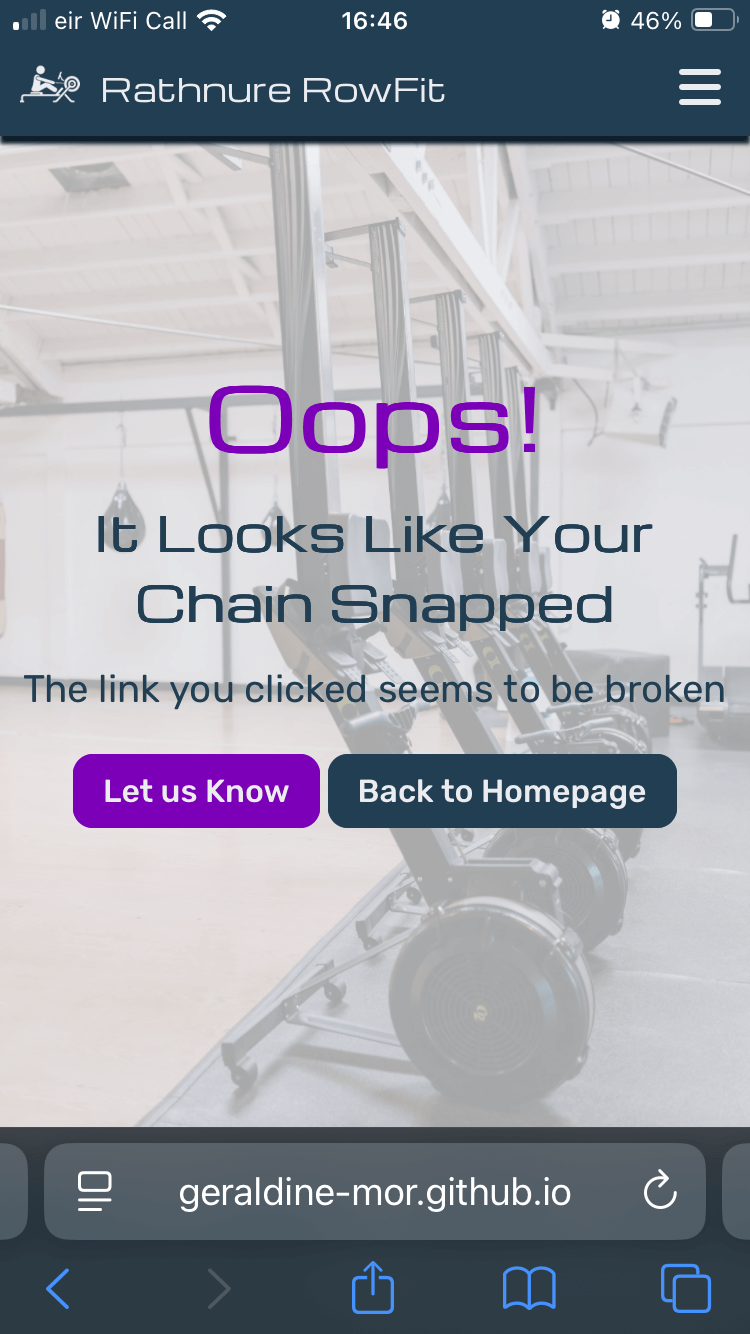 eir WiFi Call 16:46 46%
Rathnure RowFit
Oops!
It Looks Like Your
Chain Snapped
The link you clicked seems to be broken
Let us Know Back to Homepage
geraldine-mor.github.io